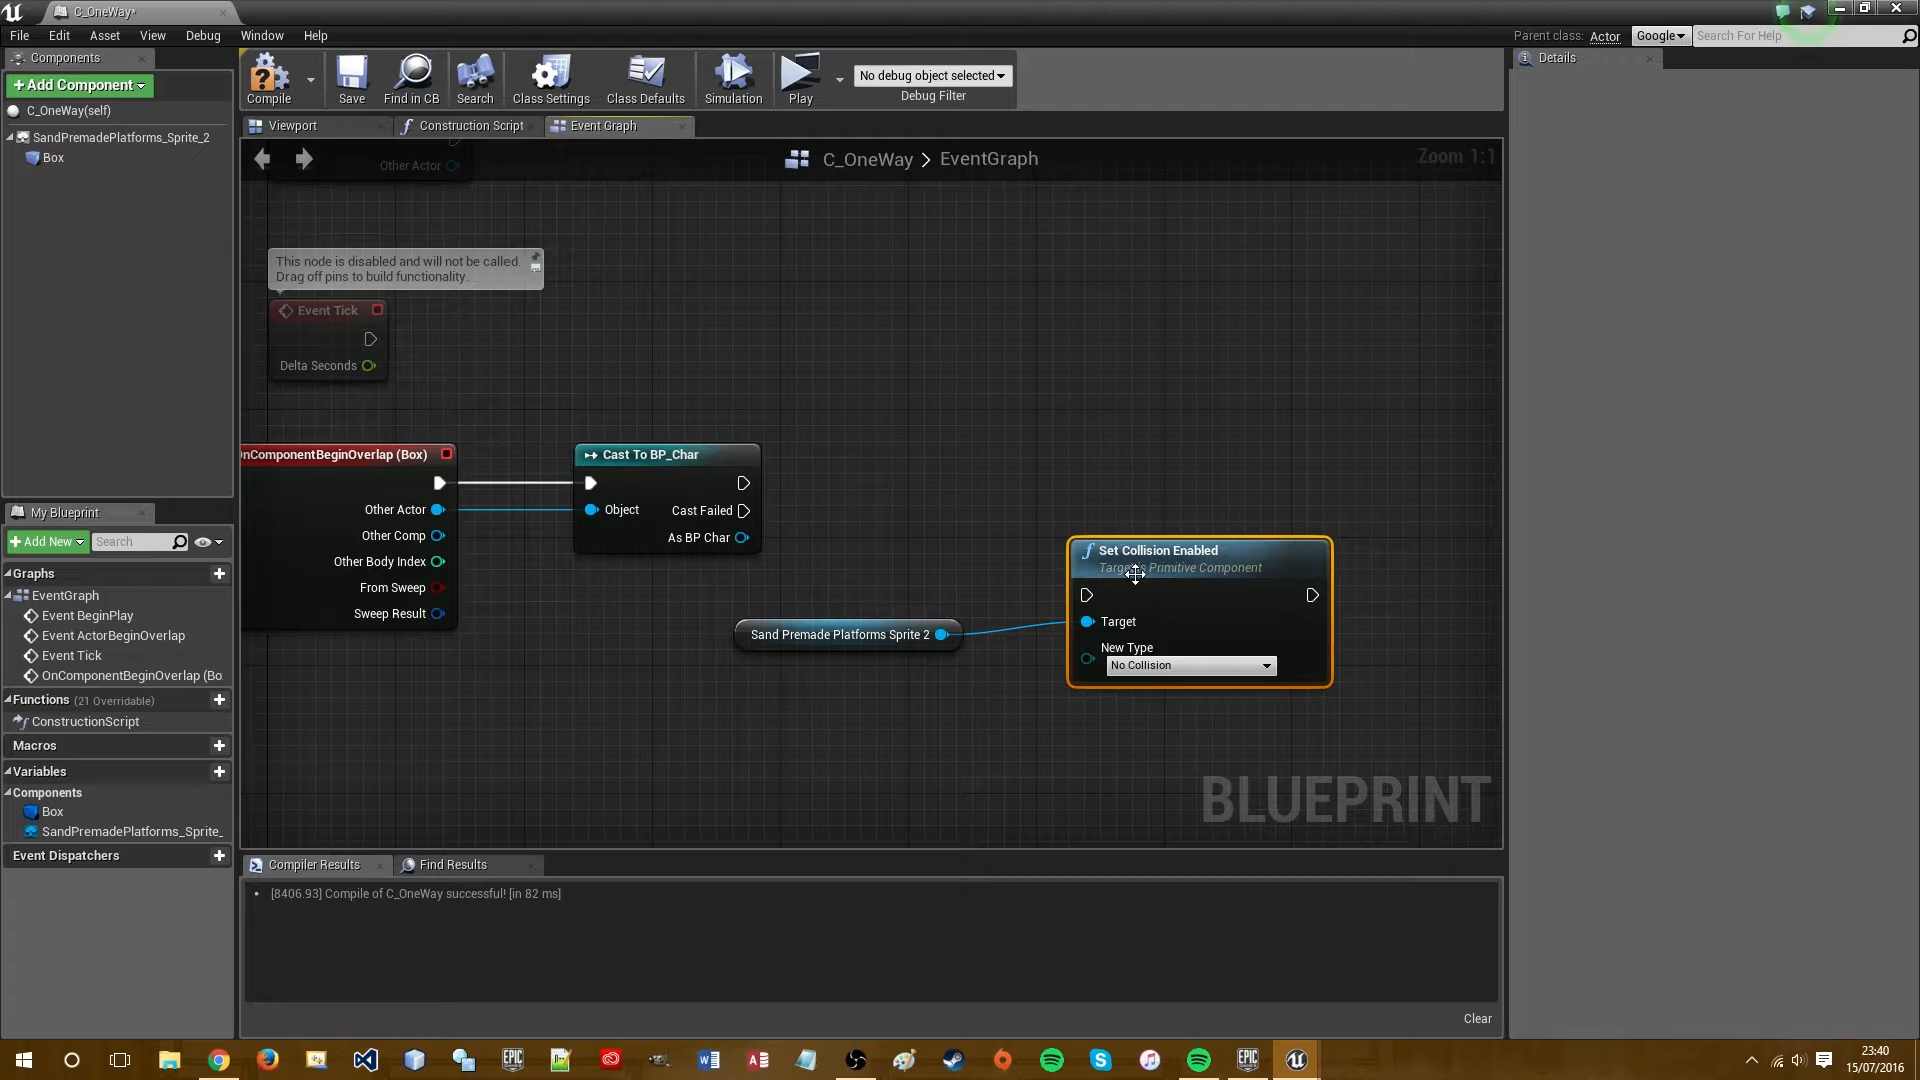 C_OneWay*
File Edit Asset View Debug Window Help
Parent class: Actor Google Search For Help
Components
+Add Component
C_OneWay(self)
SandPremadePlatforms_Sprite_2
Box
Compile
Save
Find in CB
Search
Class Settings
Class Defaults
Simulation
Play
No debug object selected
Debug Filter
Details
Viewport
Construction Script
Event Graph
C_OneWay > EventGraph
Zoom 1:1
Other Actor
This node is disabled and will not be called.
Drag off pins to build functionality.
Event Tick
Delta Seconds
OnComponentBeginOverlap (Box)
Other Actor
Other Comp
Other Body Index
From Sweep
Sweep Result
Cast To BP_Char
Object
Cast Failed
As BP Char
Sand Premade Platforms Sprite 2
Set Collision Enabled
Target is Primitive Component
Target
New Type
No Collision
BLUEPRINT
My Blueprint
+Add New
Search
Graphs
EventGraph
Event BeginPlay
Event ActorBeginOverlap
Event Tick
OnComponentBeginOverlap (Bo
Functions (21 Overridable)
ConstructionScript
Macros
Variables
Components
Box
SandPremadePlatforms_Sprite_
Event Dispatchers
Compiler Results
Find Results
[8406.93] Compile of C_OneWay successful! [in 82 ms]
Clear
EPIC
GAMES
EPIC
GAMES
23:40
15/07/2016